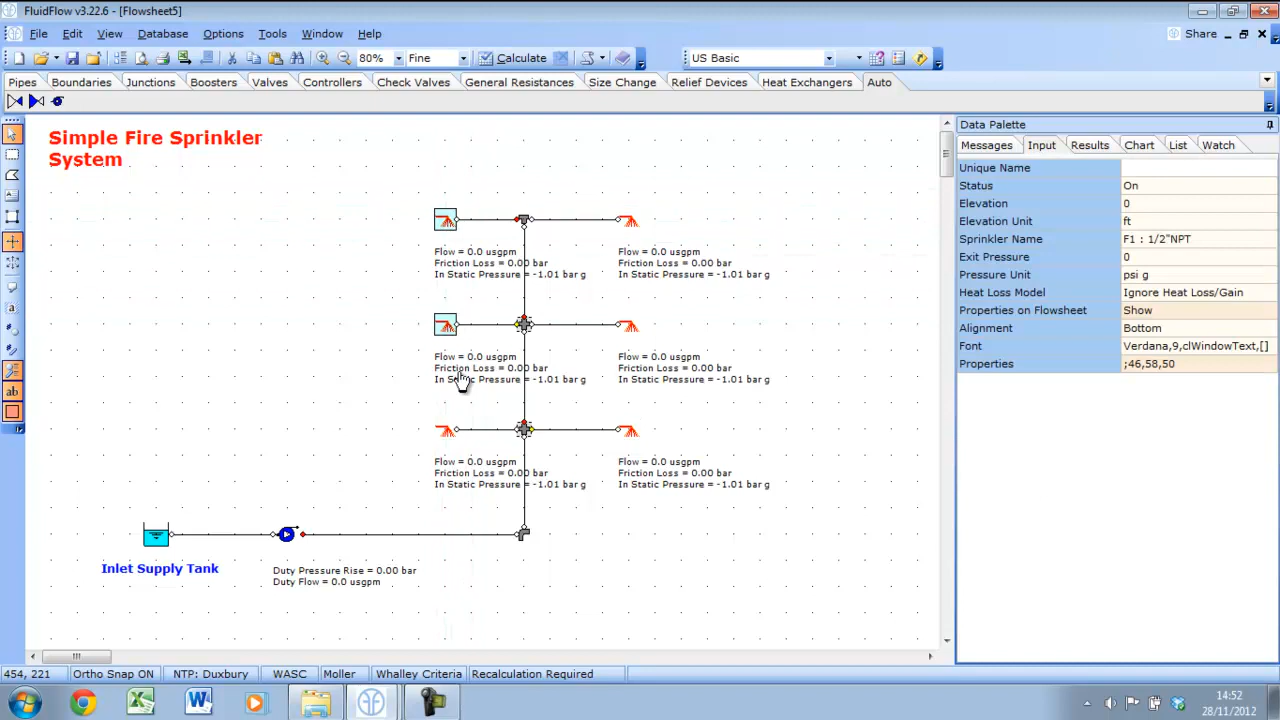 FluidFlow v3.22.6 - [Flowsheet5]
File Edit View Database Options Tools Window Help Share
80% Fine Calculate US Basic
Pipes Boundaries Junctions Boosters Valves Controllers Check Valves General Resistances Size Change Relief Devices Heat Exchangers Auto
Simple Fire Sprinkler
System
Flow = 0.0 usgpm
Friction Loss = 0.00 bar
In Static Pressure = -1.01 bar g
Flow = 0.0 usgpm
Friction Loss = 0.00 bar
In Static Pressure = -1.01 bar g
Flow = 0.0 usgpm
Friction Loss = 0.00 bar
In Static Pressure = -1.01 bar g
Flow = 0.0 usgpm
Friction Loss = 0.00 bar
In Static Pressure = -1.01 bar g
Flow = 0.0 usgpm
Friction Loss = 0.00 bar
In Static Pressure = -1.01 bar g
Flow = 0.0 usgpm
Friction Loss = 0.00 bar
In Static Pressure = -1.01 bar g
Inlet Supply Tank
Duty Pressure Rise = 0.00 bar
Duty Flow = 0.0 usgpm
Data Palette
Messages Input Results Chart List Watch
Unique Name
Status On
Elevation 0
Elevation Unit ft
Sprinkler Name F1 : 1/2"NPT
Exit Pressure 0
Pressure Unit psi g
Heat Loss Model Ignore Heat Loss/Gain
Properties on Flowsheet Show
Alignment Bottom
Font Verdana,9,clWindowText,[]
Properties ;46,58,50
454, 221 Ortho Snap ON NTP: Duxbury WASC Moller Whalley Criteria Recalculation Required
14:52
28/11/2012